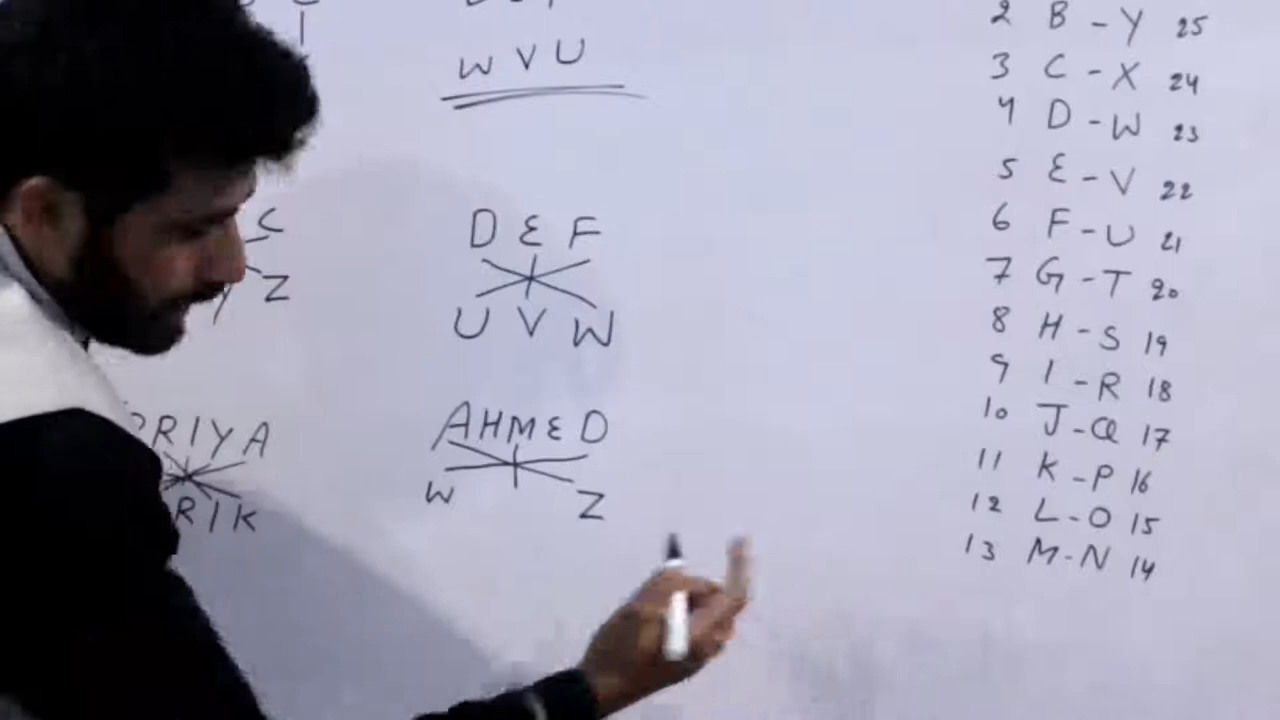 W V U
C
Z
D E F
U V W
PRIYA
RIK
AHMED
W Z
2 B - Y 25
3 C - X 24
4 D - W 23
5 E - V 22
6 F - U 21
7 G - T 20
8 H - S 19
9 I - R 18
10 J - Q 17
11 K - P 16
12 L - O 15
13 M - N 14